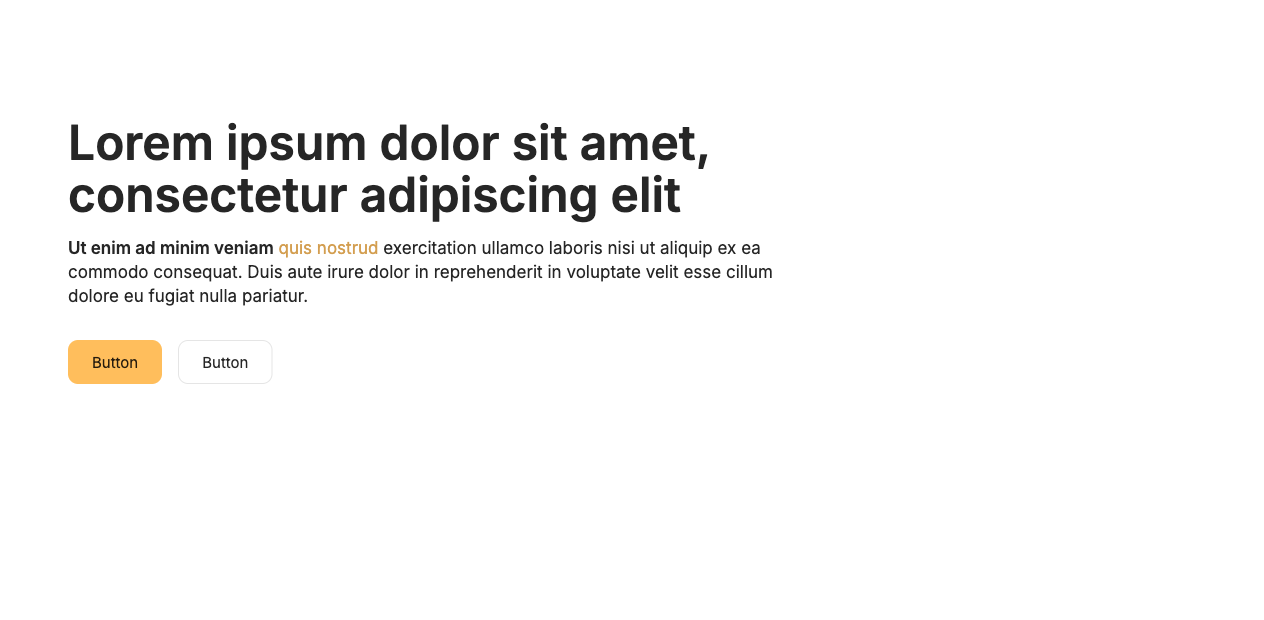 Lorem ipsum dolor sit amet,
consectetur adipiscing elit
Ut enim ad minim veniam quis nostrud exercitation ullamco laboris nisi ut aliquip ex ea
commodo consequat. Duis aute irure dolor in reprehenderit in voluptate velit esse cillum
dolore eu fugiat nulla pariatur.
Button Button